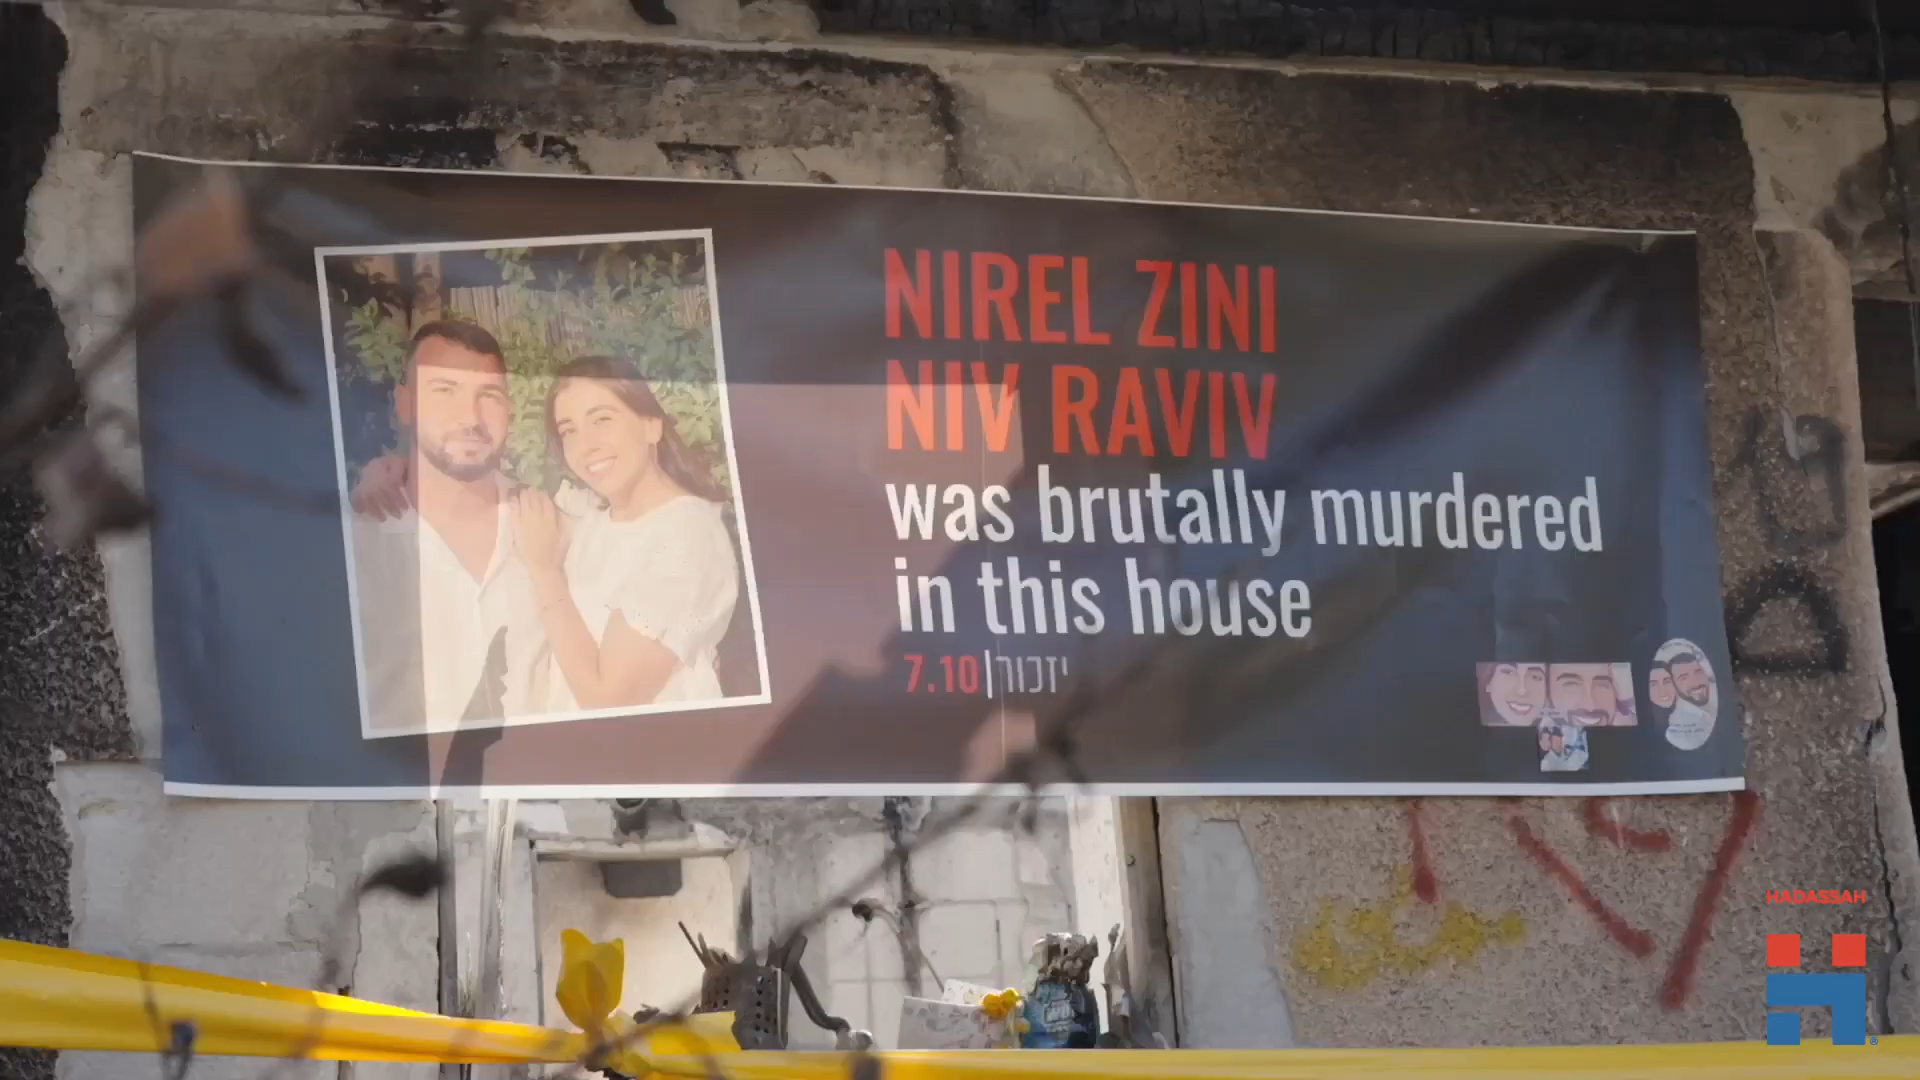 NIREL ZINI
NIV RAVIV
was brutally murdered
in this house
7.10|יזכור
HADASSAH